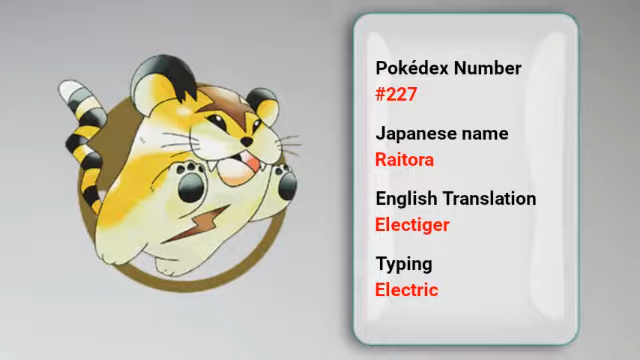 Pokédex Number
#227
Japanese name
Raitora
English Translation
Electiger
Typing
Electric